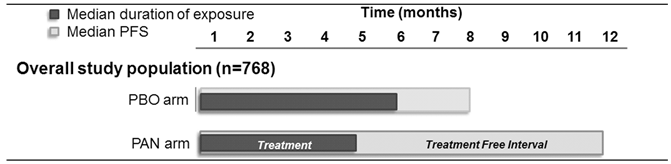 Median duration of exposure
Median PFS
Time (months)
1 2 3 4 5 6 7 8 9 10 11 12
Overall study population (n=768)
PBO arm
PAN arm Treatment Treatment Free Interval